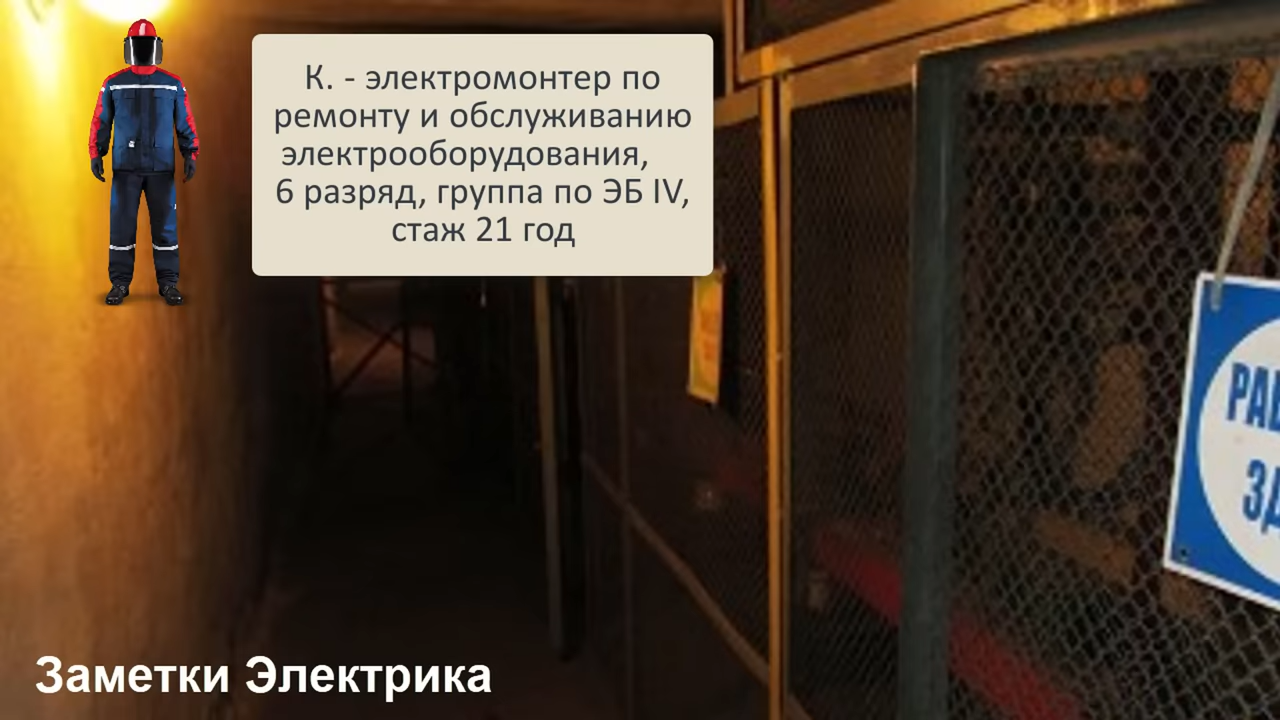 К. - электромонтер по
ремонту и обслуживанию
электрооборудования,
6 разряд, группа по ЭБ IV,
стаж 21 год
Заметки Электрика